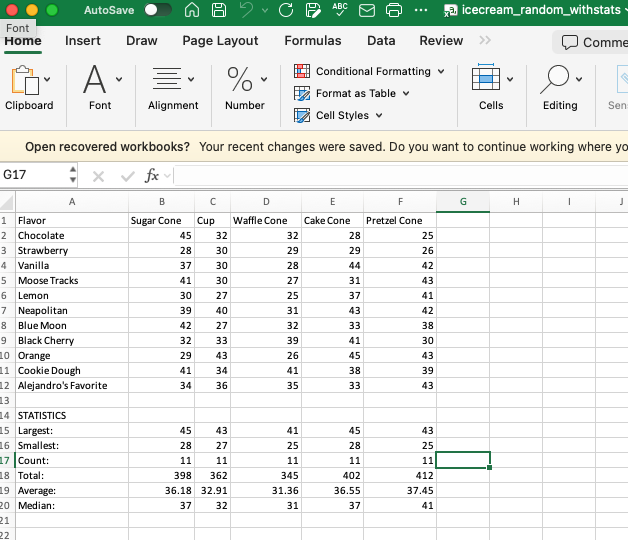 AutoSave ABC ... icecream_random_withstats
Font
Home Insert Draw Page Layout Formulas Data Review >> Comme
Clipboard Font Alignment Number % Conditional Formatting Format as Table Cell Styles Cells Editing Sen
Open recovered workbooks? Your recent changes were saved. Do you want to continue working where yo
G17 fx
A B C D E F G H I J
1 Flavor Sugar Cone Cup Waffle Cone Cake Cone Pretzel Cone
2 Chocolate 45 32 32 28 25
3 Strawberry 28 30 29 29 26
4 Vanilla 37 30 28 44 42
5 Moose Tracks 41 30 27 31 43
6 Lemon 30 27 25 37 41
7 Neapolitan 39 40 31 43 42
8 Blue Moon 42 27 32 33 38
9 Black Cherry 32 33 39 41 30
10 Orange 29 43 26 45 43
11 Cookie Dough 41 34 41 38 39
12 Alejandro's Favorite 34 36 35 33 43
13
14 STATISTICS
15 Largest: 45 43 41 45 43
16 Smallest: 28 27 25 28 25
17 Count: 11 11 11 11 11
18 Total: 398 362 345 402 412
19 Average: 36.18 32.91 31.36 36.55 37.45
20 Median: 37 32 31 37 41
21
22